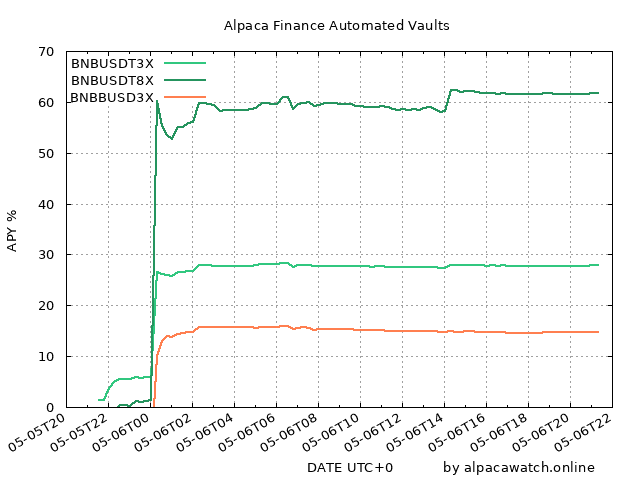 Alpaca Finance Automated Vaults
70
60
50
40
30
20
10
0
APY %
BNBUSDT3X
BNBUSDT8X
BNBBUSD3X
05-05T20
05-05T22
05-06T00
05-06T02
05-06T04
05-06T06
05-06T08
05-06T10
05-06T12
05-06T14
05-06T16
05-06T18
05-06T20
05-06T22
DATE UTC+0
by alpacawatch.online